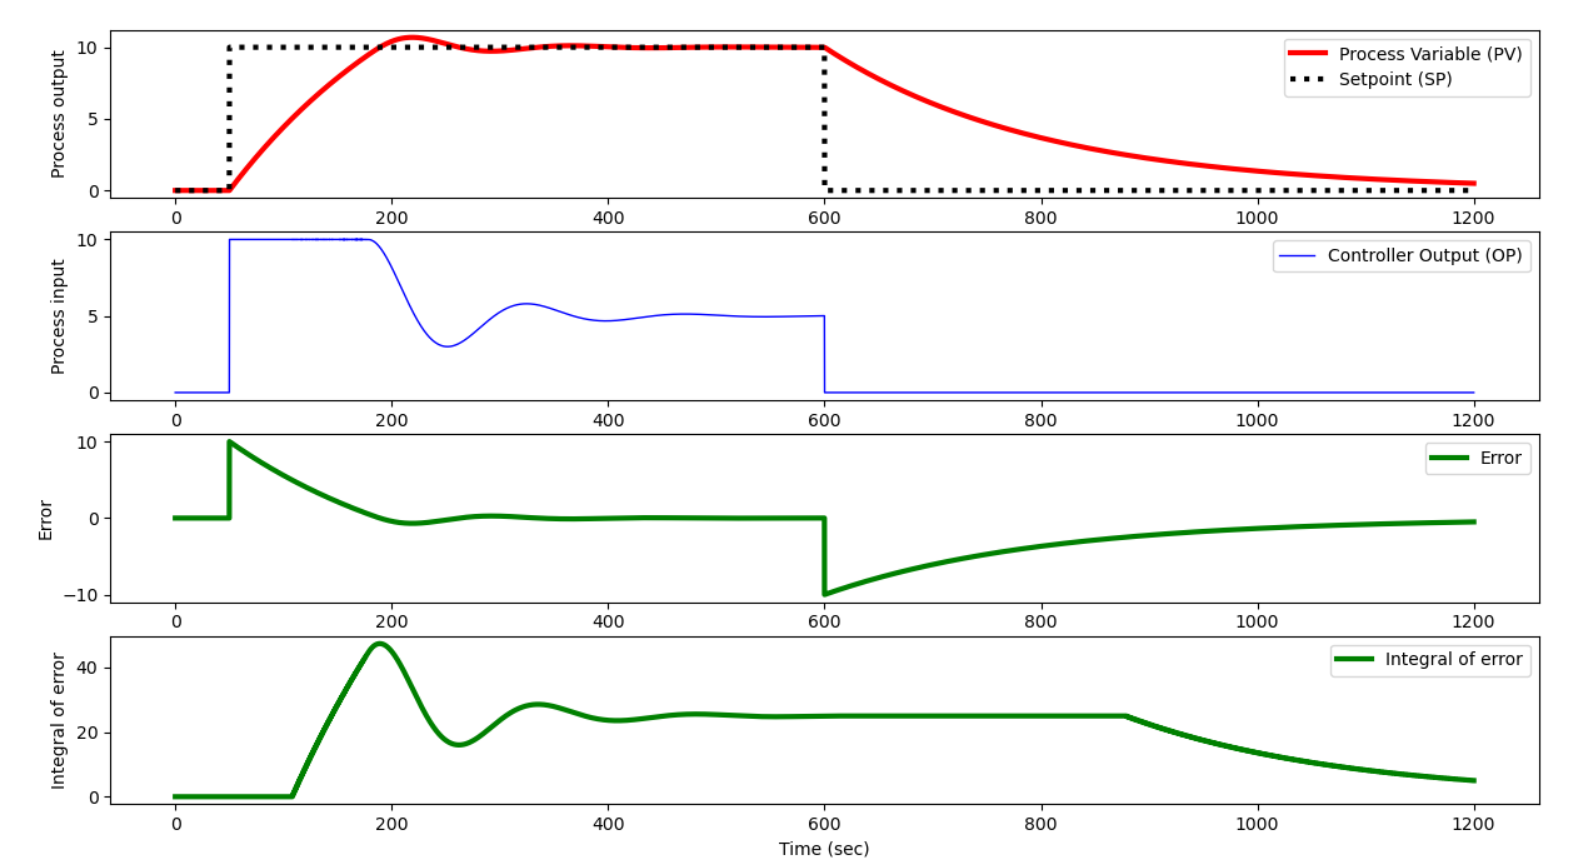 Process output
10
5
0
Process Variable (PV)
Setpoint (SP)
0 200 400 600 800 1000 1200
Process input
10
5
0
Controller Output (OP)
0 200 400 600 800 1000 1200
Error
10
0
−10
Error
0 200 400 600 800 1000 1200
Integral of error
40
20
0
Integral of error
0 200 400 600 800 1000 1200
Time (sec)